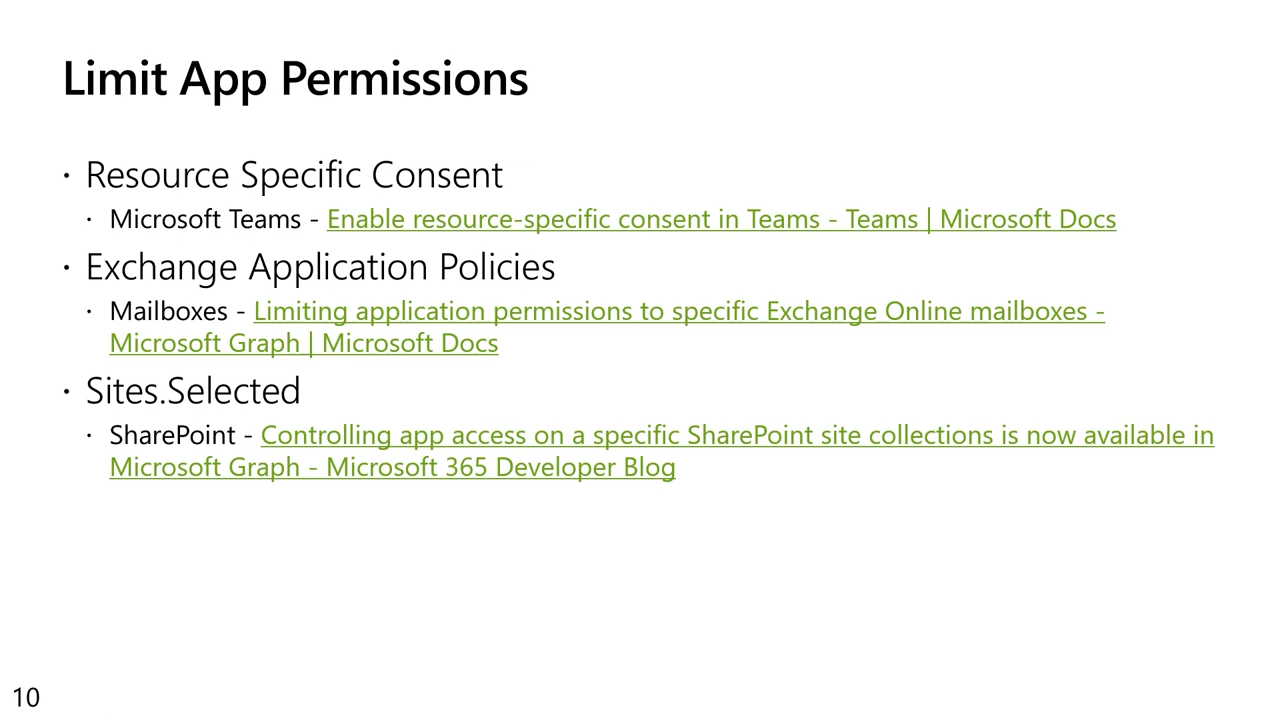 Limit App Permissions
· Resource Specific Consent
· Microsoft Teams - Enable resource-specific consent in Teams - Teams | Microsoft Docs
· Exchange Application Policies
· Mailboxes - Limiting application permissions to specific Exchange Online mailboxes -
Microsoft Graph | Microsoft Docs
· Sites.Selected
· SharePoint - Controlling app access on a specific SharePoint site collections is now available in
Microsoft Graph - Microsoft 365 Developer Blog
10